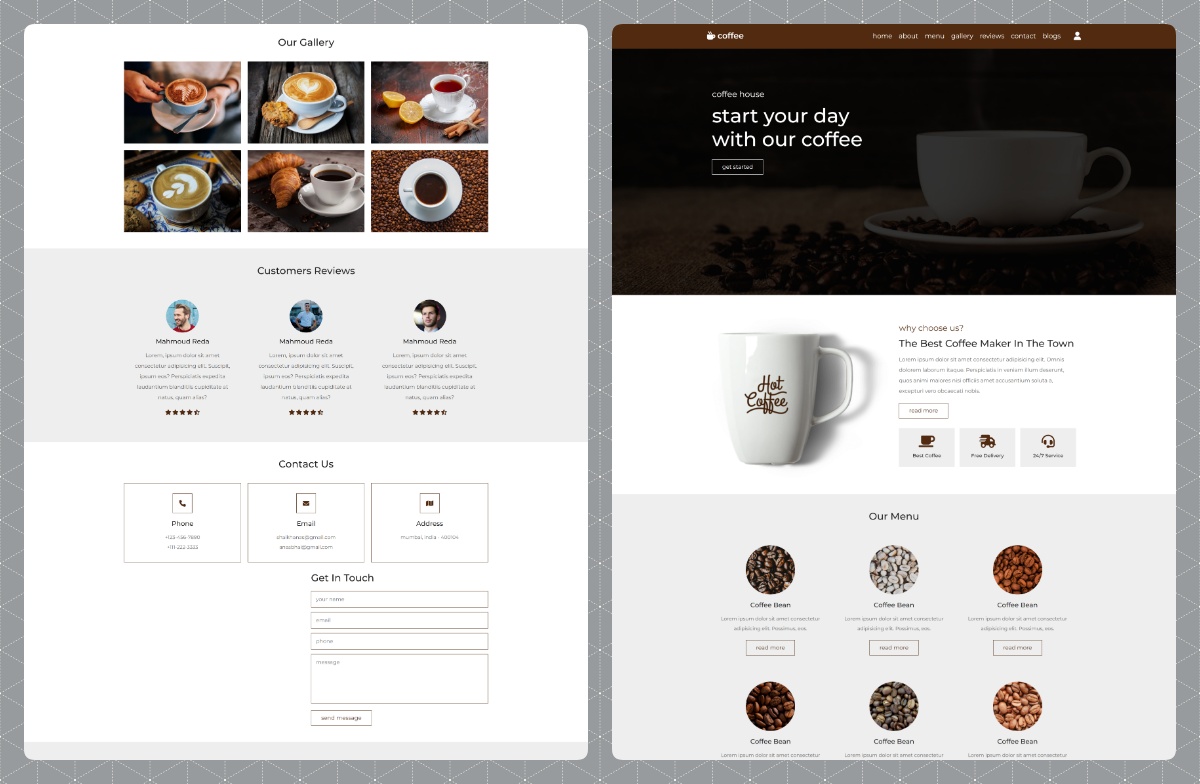 Our Gallery
Customers Reviews
Mahmoud Reda
Lorem, ipsum dolor sit amet
consectetur adipisicing elit. Suscipit,
ipsum eos? Perspiciatis expedita
laudantium blanditiis cupiditate at
natus, quam alias?
Mahmoud Reda
Lorem, ipsum dolor sit amet
consectetur adipisicing elit. Suscipit,
ipsum eos? Perspiciatis expedita
laudantium blanditiis cupiditate at
natus, quam alias?
Mahmoud Reda
Lorem, ipsum dolor sit amet
consectetur adipisicing elit. Suscipit,
ipsum eos? Perspiciatis expedita
laudantium blanditiis cupiditate at
natus, quam alias?
Contact Us
Phone
+123-456-7890
+111-222-3333
Email
shaikhanas@gmail.com
anasbhai@gmail.com
Address
mumbai, india - 400104
Get In Touch
your name
email
phone
message
send message
coffee
home about menu gallery reviews contact blogs
coffee house
start your day
with our coffee
get started
Hot
Coffee
why choose us?
The Best Coffee Maker In The Town
Lorem ipsum dolor sit amet consectetur adipisicing elit. Omnis
dolorem laborum itaque. Perspiciatis in veniam illum deserunt,
quos animi maiores nisi officiis amet accusantium soluta a,
excepturi vero obcaecati nobis.
read more
Best Coffee
Free Delivery
24/7 Service
Our Menu
Coffee Bean
Lorem ipsum dolor sit amet consectetur
adipisicing elit. Possimus, eos.
read more
Coffee Bean
Lorem ipsum dolor sit amet consectetur
adipisicing elit. Possimus, eos.
read more
Coffee Bean
Lorem ipsum dolor sit amet consectetur
adipisicing elit. Possimus, eos.
read more
Coffee Bean
Lorem ipsum dolor sit amet consectetur
Coffee Bean
Lorem ipsum dolor sit amet consectetur
Coffee Bean
Lorem ipsum dolor sit amet consectetur